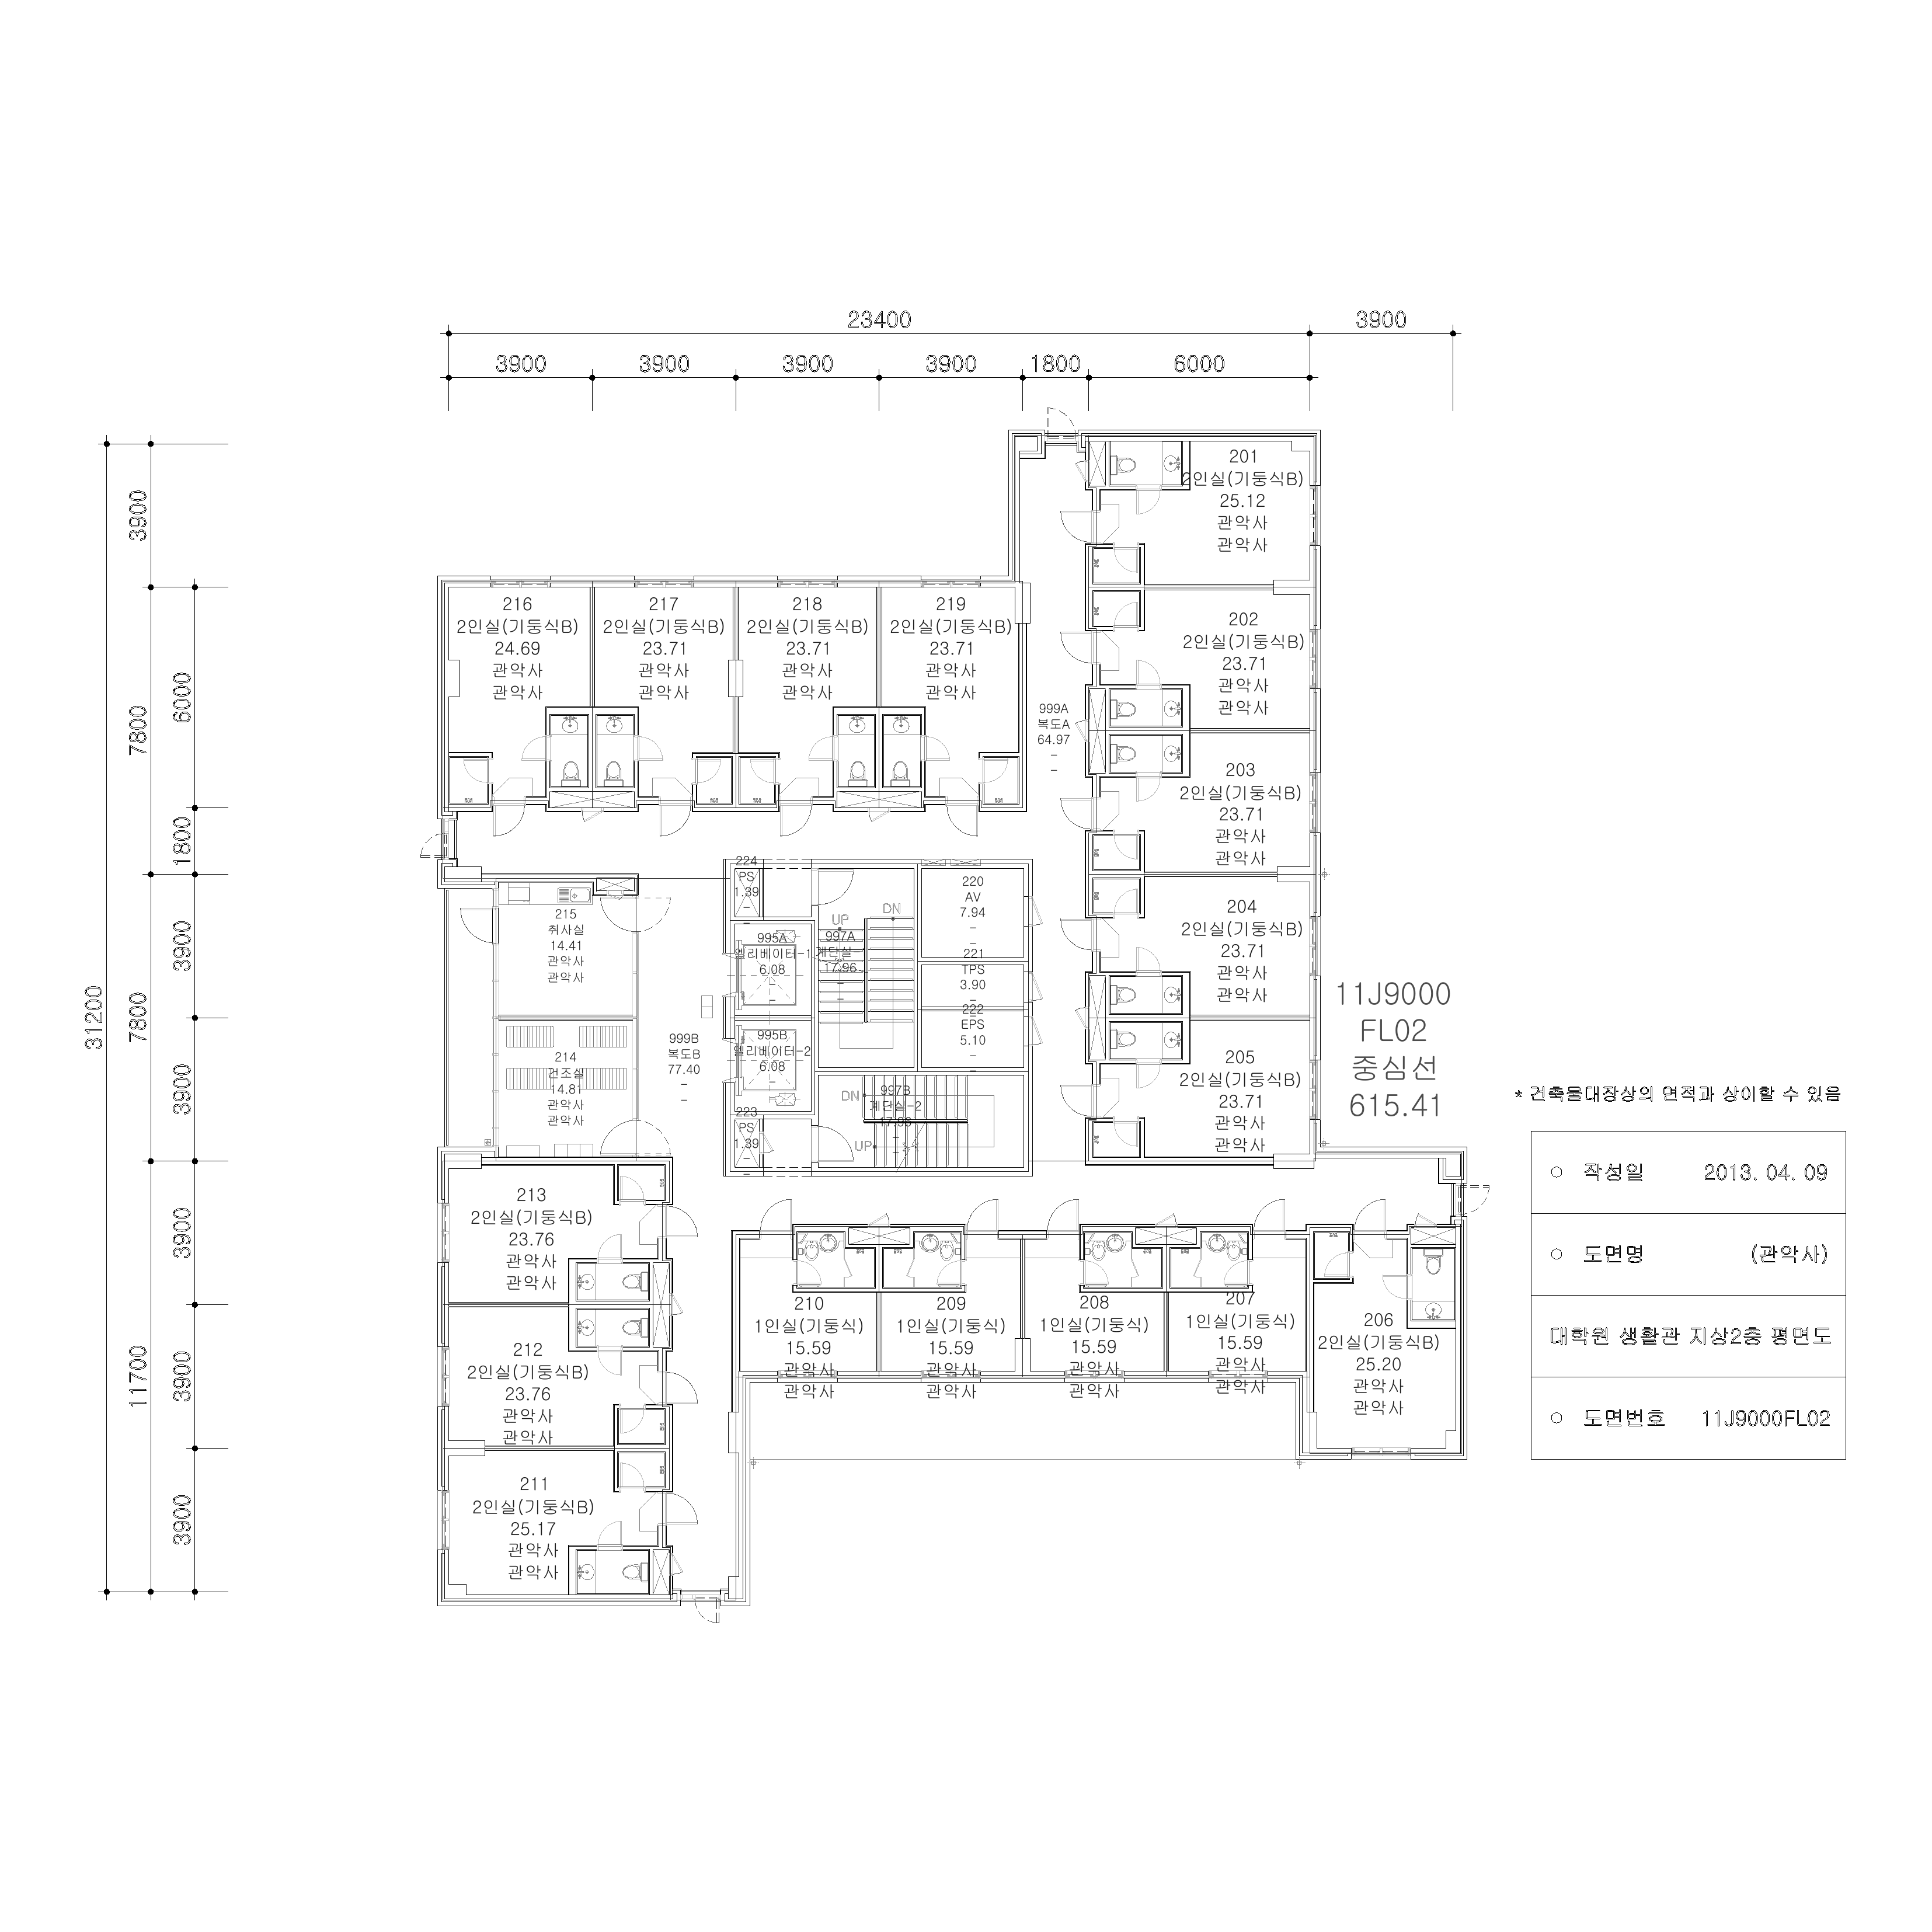 23400
3900
3900
3900
3900
3900
1800
6000
31200
3900
7800
7800
11700
6000
1800
3900
3900
3900
3900
3900
201
2인실(기둥식B)
25.12
관악사
관악사
216
2인실(기둥식B)
24.69
관악사
관악사
217
2인실(기둥식B)
23.71
관악사
관악사
218
2인실(기둥식B)
23.71
관악사
관악사
219
2인실(기둥식B)
23.71
관악사
관악사
202
2인실(기둥식B)
23.71
관악사
관악사
999A
복도A
64.97
-
-
203
2인실(기둥식B)
23.71
관악사
관악사
224
PS
1.39
-
220
AV
7.94
-
-
215
취사실
14.41
관악사
관악사
UP
DN
995A
엘리베이터-1
6.08
-
-
997A
계단실-1
17.96
-
-
221
TPS
3.90
-
204
2인실(기둥식B)
23.71
관악사
관악사
222
EPS
5.10
-
-
11J9000
FL02
중심선
615.41
999B
복도B
77.40
-
-
995B
엘리베이터-2
6.08
-
-
214
건조실
14.81
관악사
관악사
205
2인실(기둥식B)
23.71
관악사
관악사
997B
계단실-2
17.96
-
DN
UP
223
PS
1.39
-
* 건축물대장상의 면적과 상이할 수 있음
○ 작성일 2013. 04. 09
○ 도면명 (관악사)
대학원 생활관 지상2층 평면도
○ 도면번호 11J9000FL02
213
2인실(기둥식B)
23.76
관악사
관악사
210
1인실(기둥식)
15.59
관악사
관악사
209
1인실(기둥식)
15.59
관악사
관악사
208
1인실(기둥식)
15.59
관악사
관악사
207
1인실(기둥식)
15.59
관악사
관악사
206
2인실(기둥식B)
25.20
관악사
관악사
212
2인실(기둥식B)
23.76
관악사
관악사
211
2인실(기둥식B)
25.17
관악사
관악사